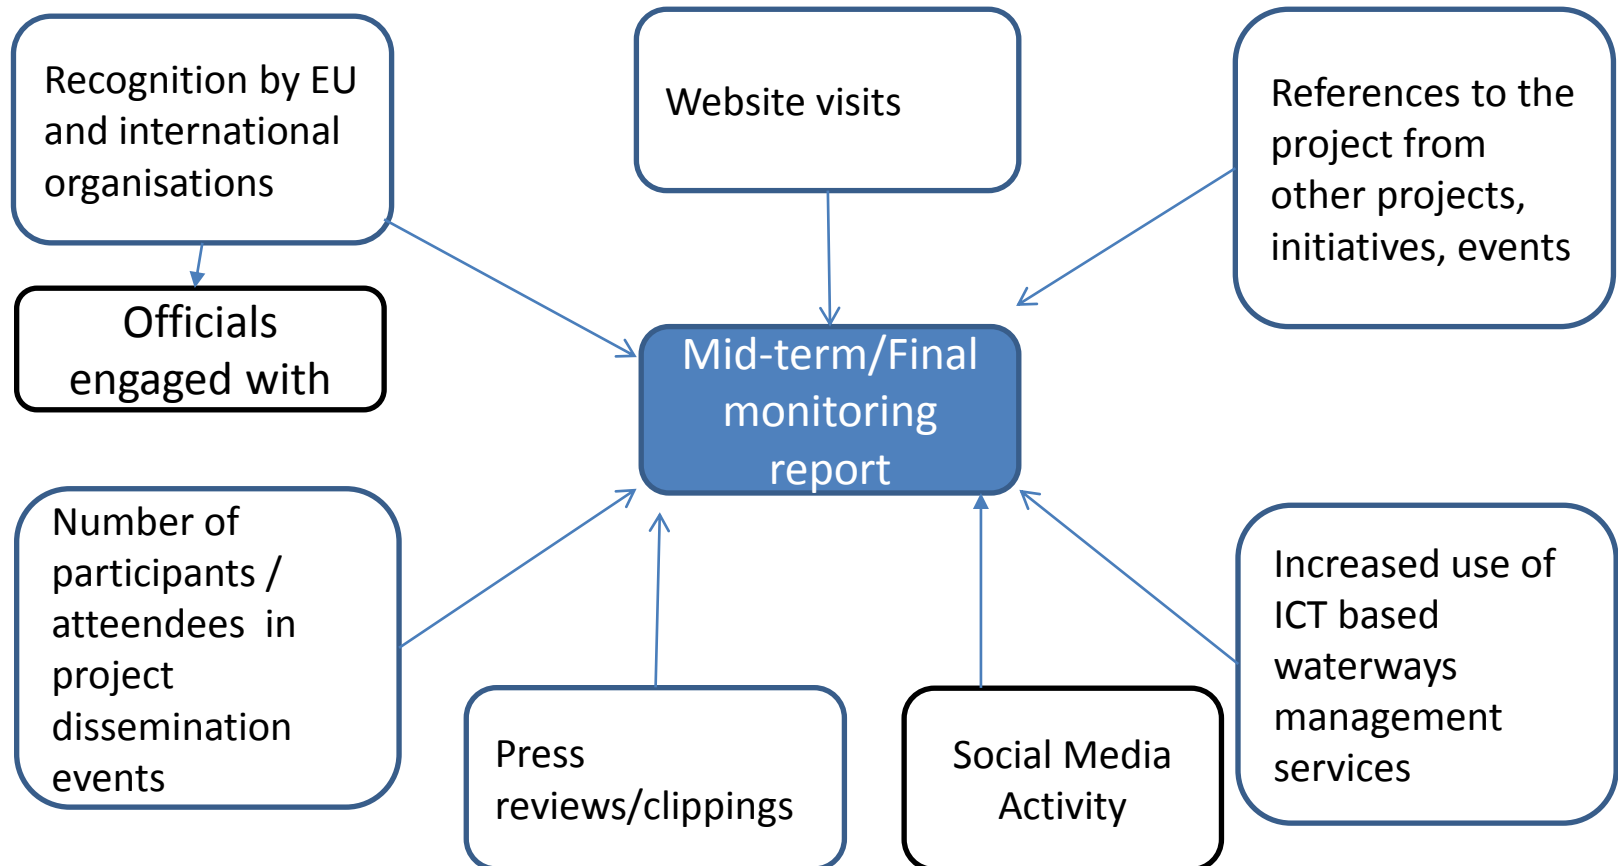 Recognition by EU
and international
organisations
Website visits
References to the
project from
other projects,
initiatives, events
Officials
engaged with
Mid-term/Final
monitoring
report
Number of
participants /
atteendees in
project
dissemination
events
Press
reviews/clippings
Social Media
Activity
Increased use of
ICT based
waterways
management
services